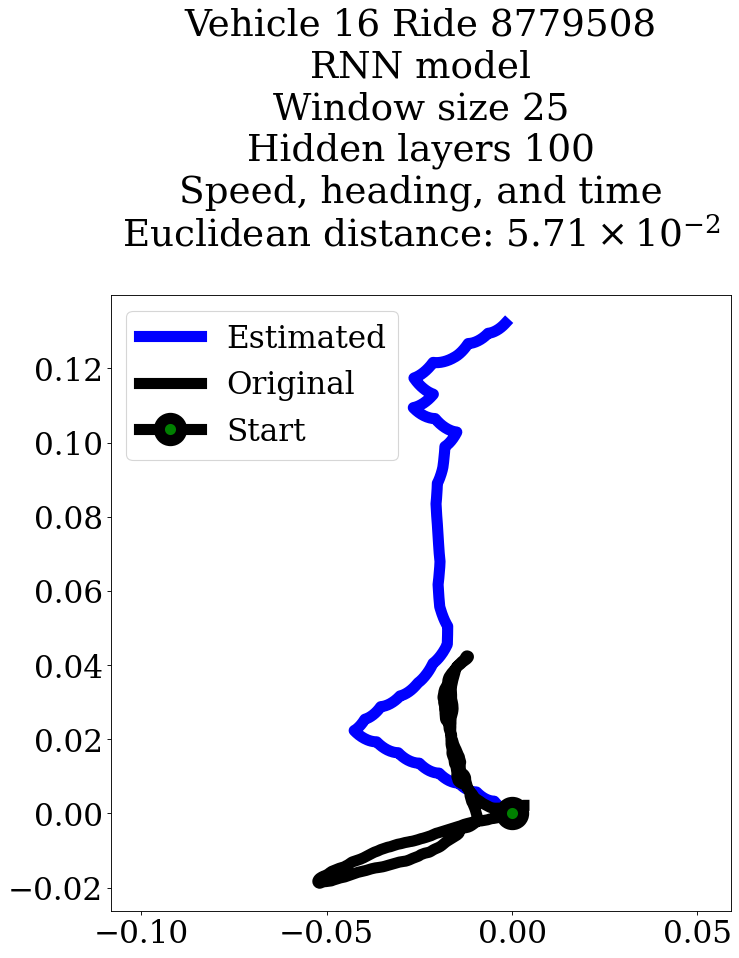 Vehicle 16 Ride 8779508
RNN model
Window size 25
Hidden layers 100
Speed, heading, and time
Euclidean distance: 5.71 × 10⁻²
Estimated
Original
Start
0.12
0.10
0.08
0.06
0.04
0.02
0.00
−0.02
−0.10 −0.05 0.00 0.05